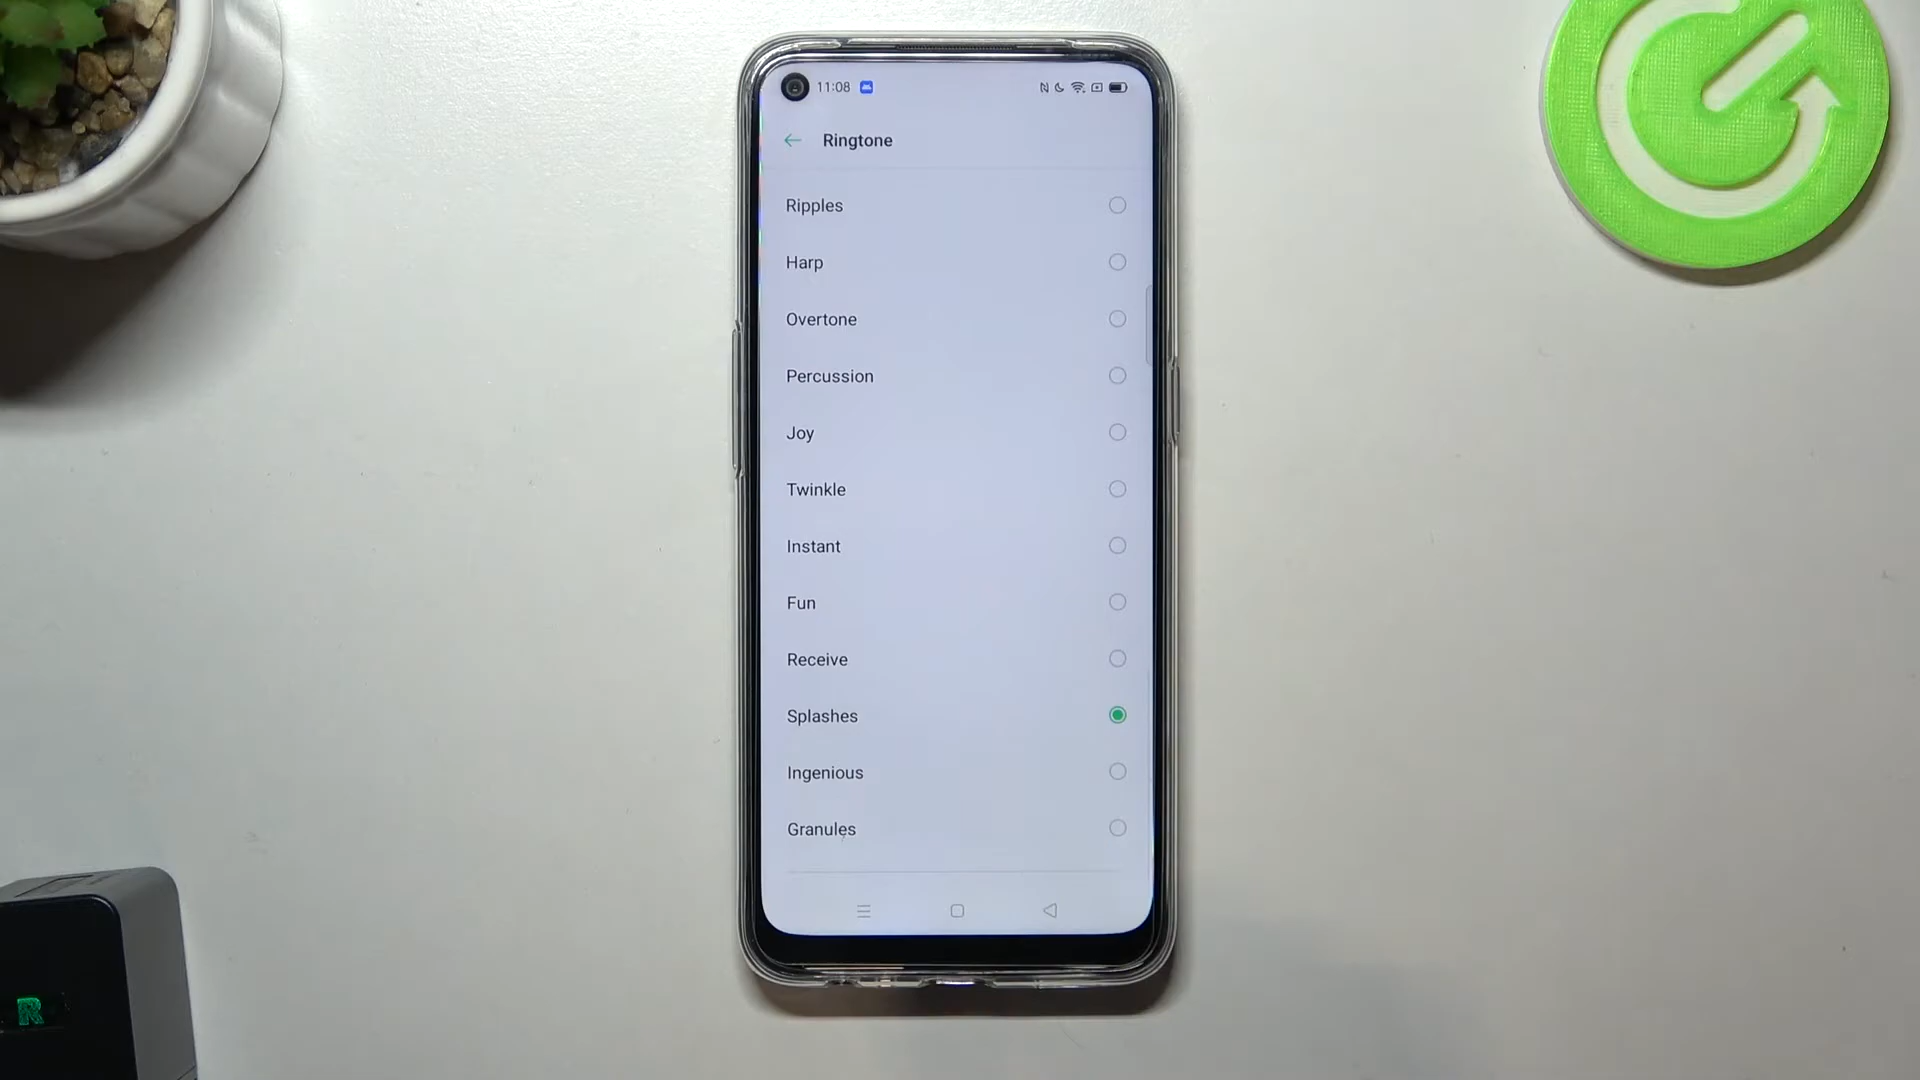 11:08
Ringtone
Ripples
Harp
Overtone
Percussion
Joy
Twinkle
Instant
Fun
Receive
Splashes
Ingenious
Granules
R